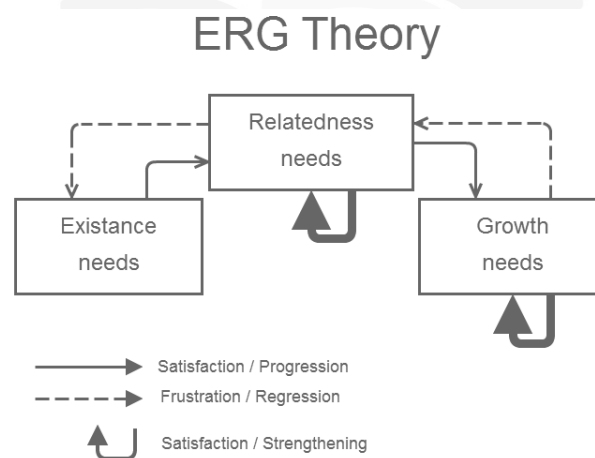 ERG Theory
Relatedness
needs
Existance
needs
Growth
needs
Satisfaction / Progression
Frustration / Regression
Satisfaction / Strengthening